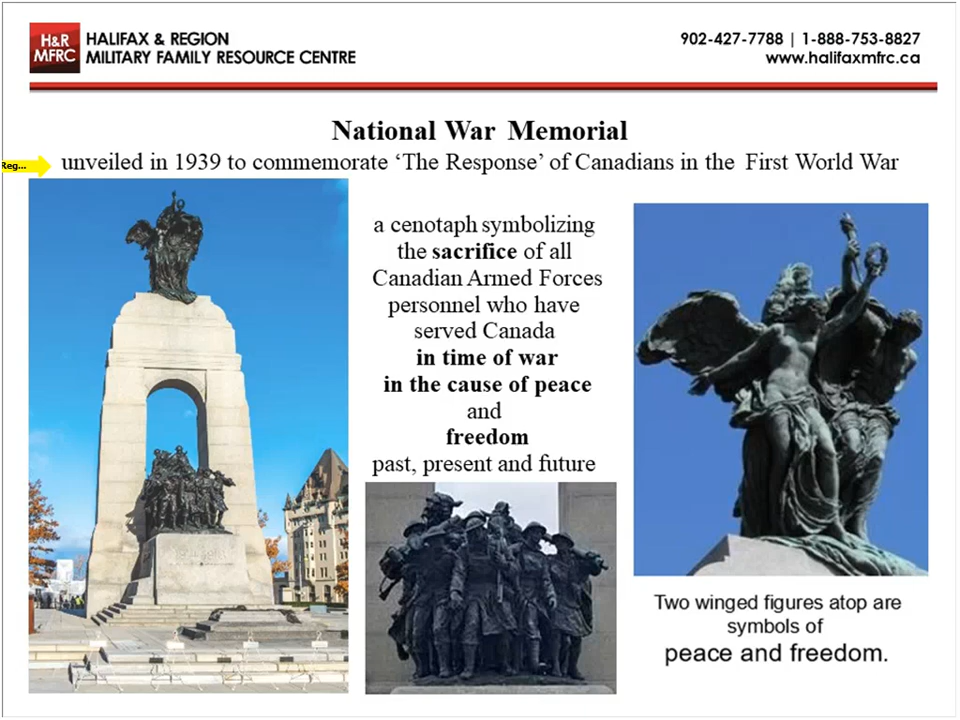 H&R
MFRC
HALIFAX & REGION
MILITARY FAMILY RESOURCE CENTRE
902-427-7788 | 1-888-753-8827
www.halifaxmfrc.ca
National War Memorial
Reg...
unveiled in 1939 to commemorate ‘The Response’ of Canadians in the First World War
a cenotaph symbolizing
the sacrifice of all
Canadian Armed Forces
personnel who have
served Canada
in time of war
in the cause of peace
and
freedom
past, present and future
Two winged figures atop are
symbols of
peace and freedom.